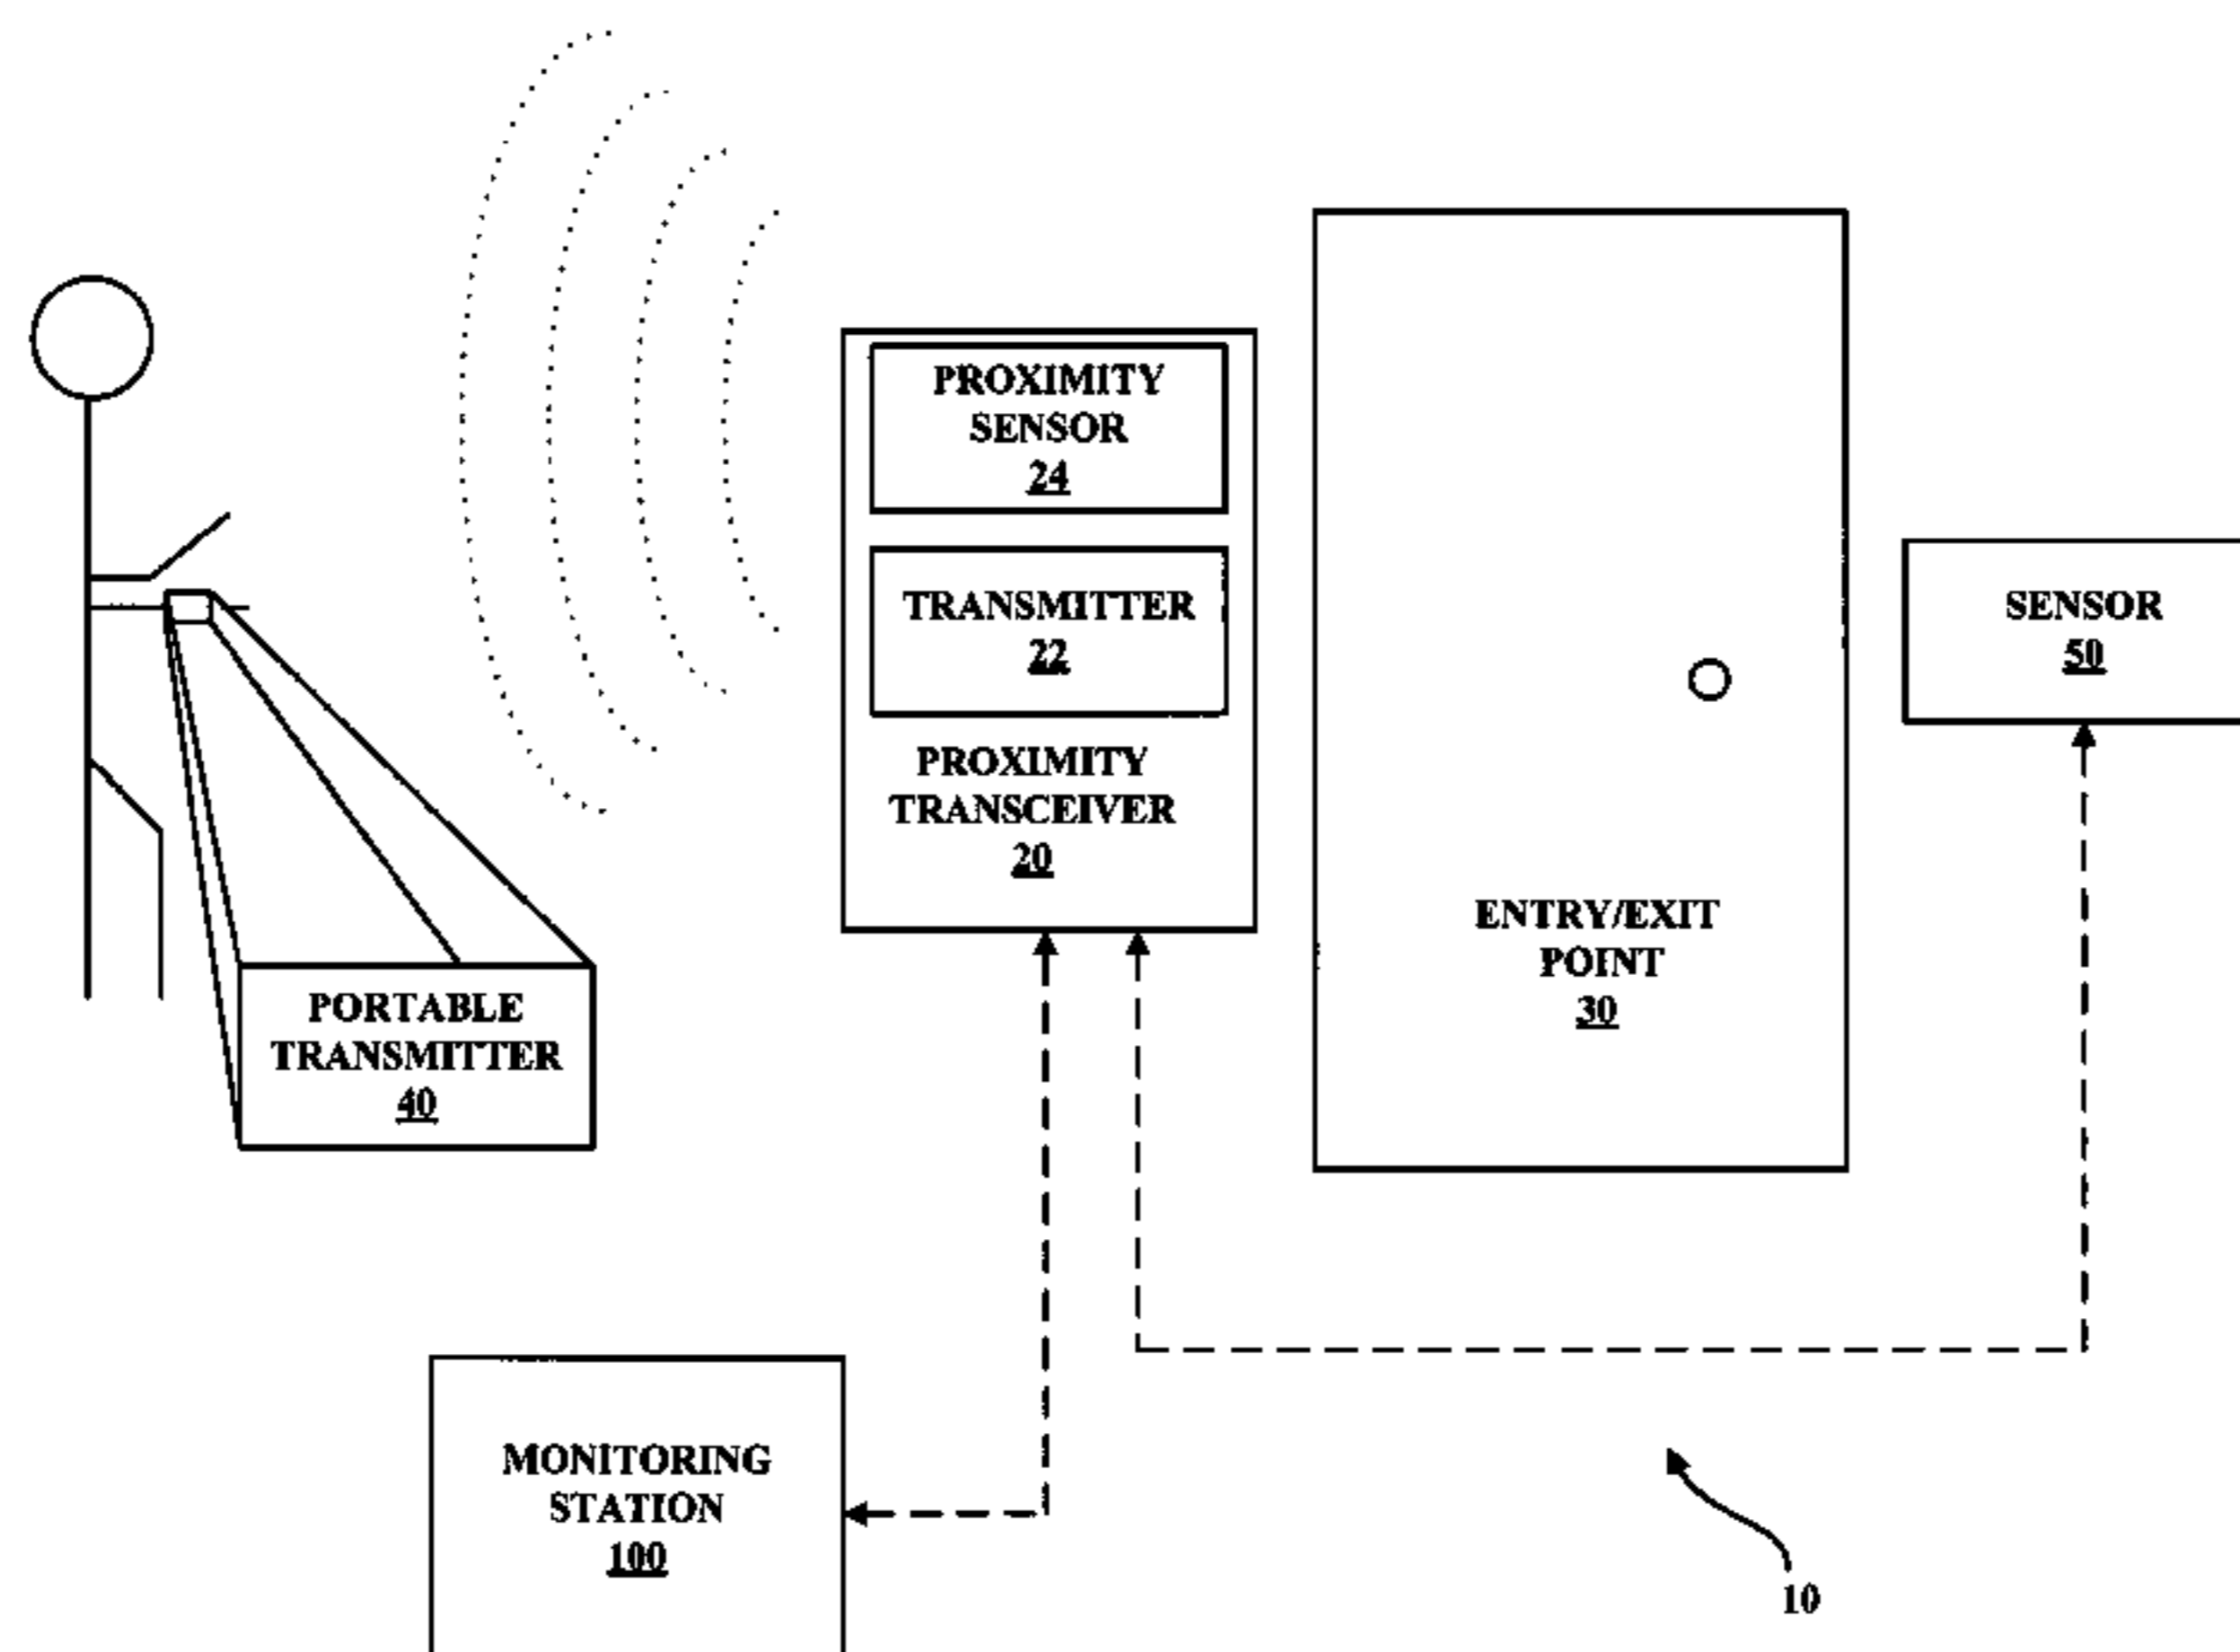 PROXIMITY
SENSOR
24
TRANSMITTER
22
PROXIMITY
TRANSCEIVER
20
ENTRY/EXIT
POINT
30
SENSOR
50
PORTABLE
TRANSMITTER
40
MONITORING
STATION
100
10